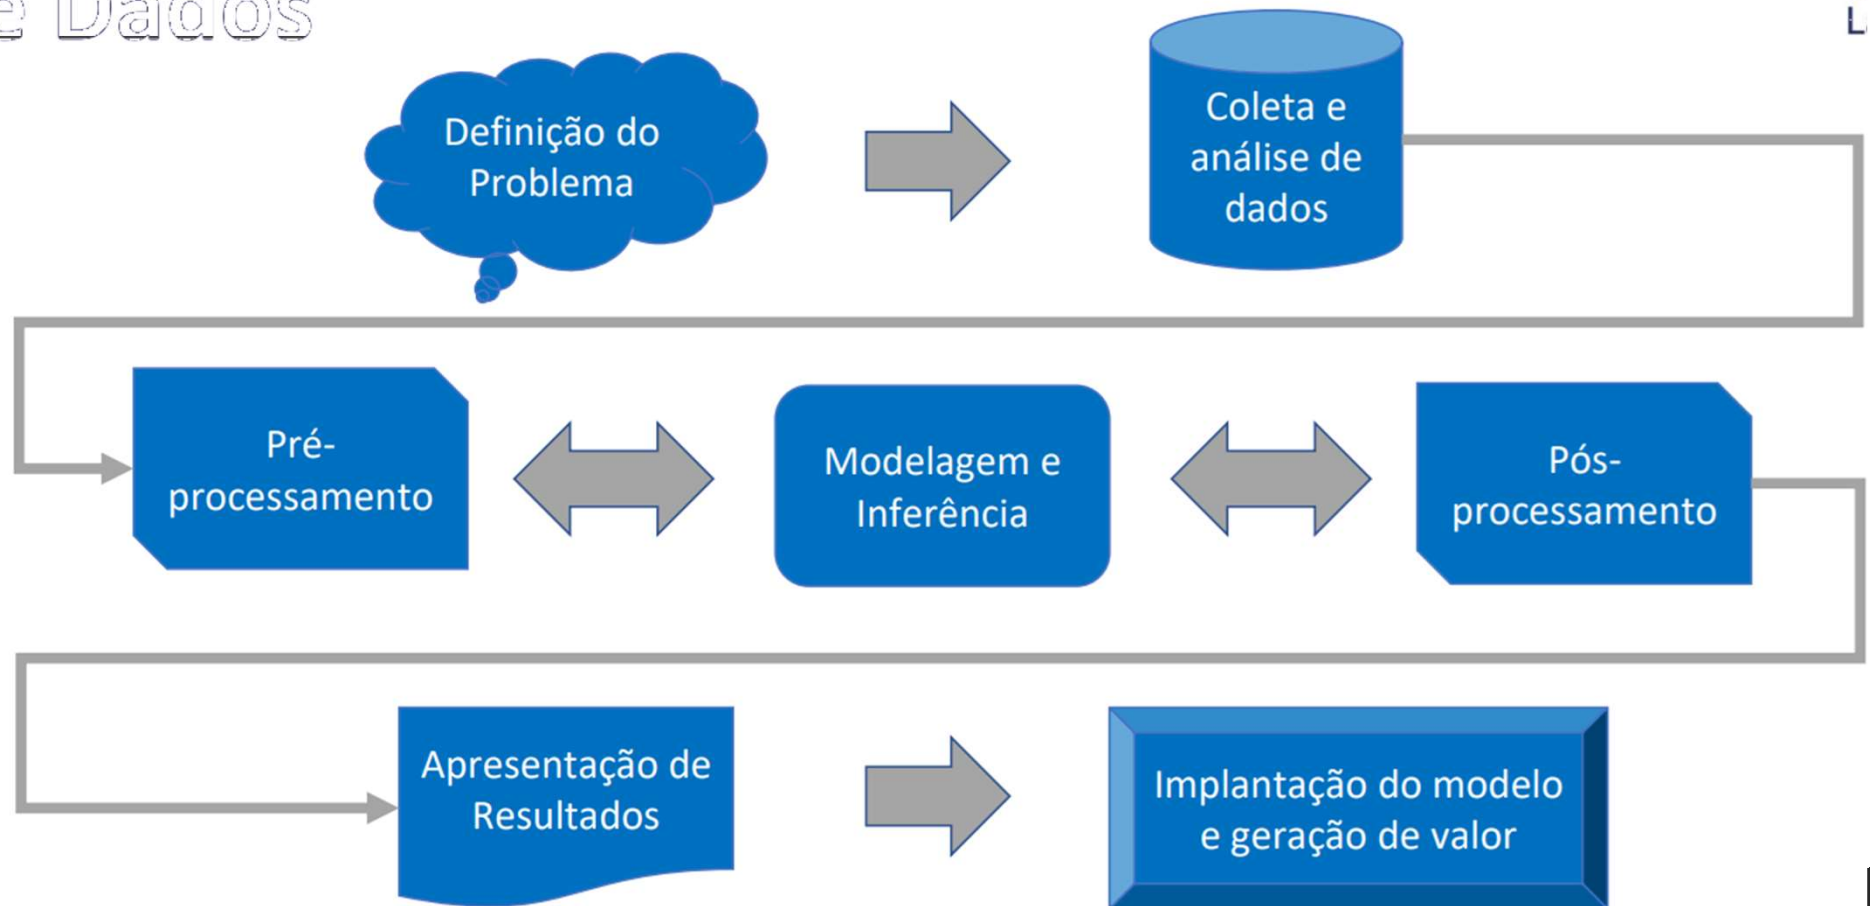 e Dados
Definição do
Problema
Coleta e
análise de
dados
Pré-
processamento
Modelagem e
Inferência
Pós-
processamento
Apresentação de
Resultados
Implantação do modelo
e geração de valor